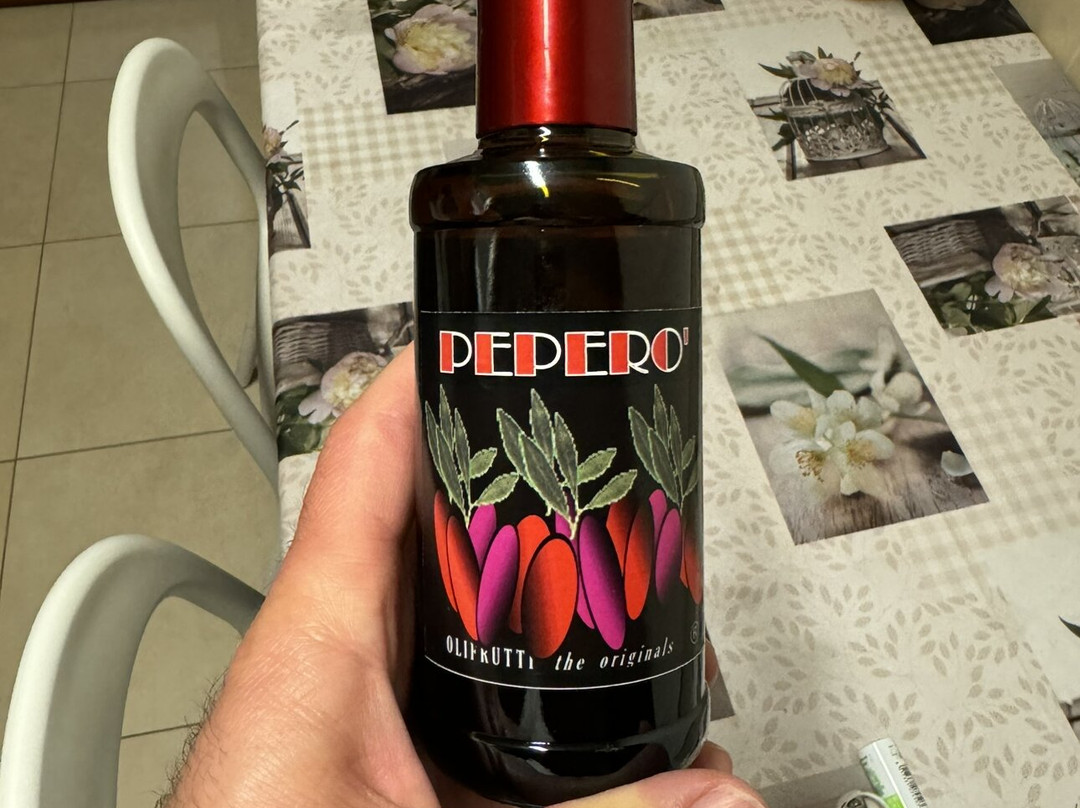 PEPERO'
OLIFRUTTI the originals
®